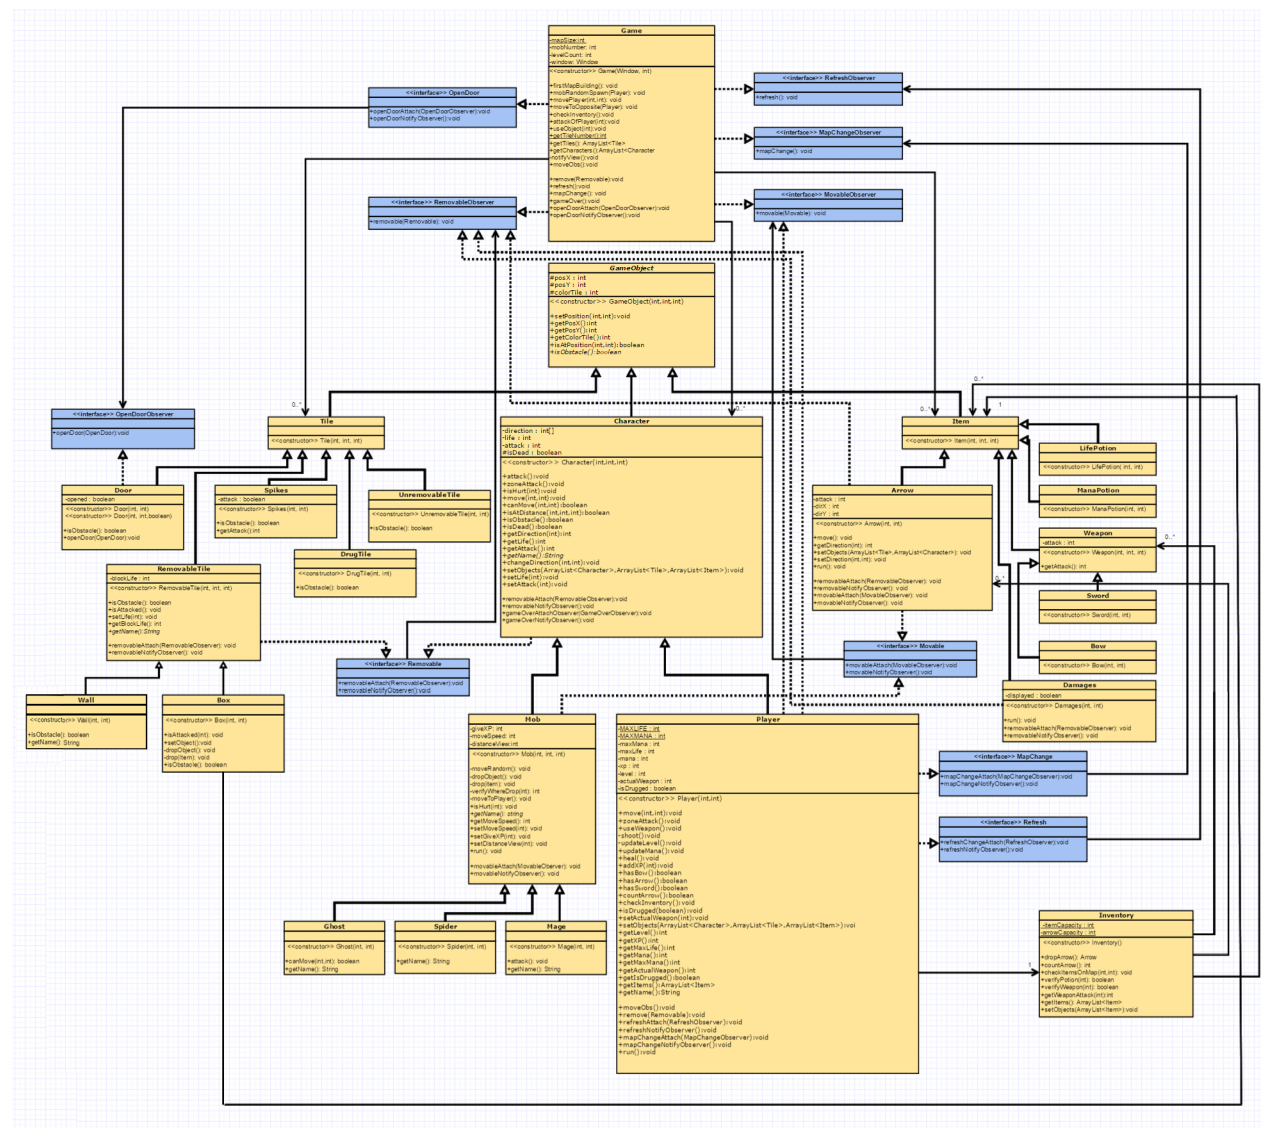 Game
-mapSize:int
-mobNumber: int
-levelCount: int
-window: Window
<<constructor>> Game(Window, int)
+firstMapBuilding(): void
+mobRandomSpawn(Player): void
+movePlayer(int,int): void
+moveToOpposite(Player): void
+checkInventory(): void
+attackOfPlayer(int):void
+useObject(int):void
+getTileNumber():int
+getTiles(): ArrayList<Tile>
+getCharacters():ArrayList<Character
-notifyView():void
+moveObs():void
+remove(Removable):void
+refresh():void
+mapChange(): void
+gameOver():void
+openDoorAttach(OpenDoorObserver):void
+openDoorNotifyObserver():void
<<interface>> OpenDoor
+openDoorAttach(OpenDoorObserver):void
+openDoorNotifyObserver():void
<<interface>> RefreshObserver
+refresh(): void
<<interface>> MapChangeObserver
+mapChange(): void
<<interface>> RemovableObserver
+removable(Removable): void
<<interface>> MovableObserver
+movable(Movable): void
GameObject
#posX : int
#posY : int
#colorTile : int
<< constructor>> GameObject(int,int,int)
+setPosition(int,int):void
+getPosX():int
+getPosY():int
+getColorTile():int
+isAtPosition(int,int):boolean
+isObstacle():boolean
0..*
0..*
0..*
0..*
1
<<interface>> OpenDoorObserver
+openDoor(OpenDoor):void
Tile
<<constructor>> Tile(int, int, int)
Character
-direction : int[]
-life : int
-attack : int
#isDead : boolean
<<constructor>> Character(int,int,int)
+attack():void
+zoneAttack():void
+isHurt(int):void
+move(int,int):void
+canMove(int,int):boolean
+isAtDistance(int,int,int):boolean
+isObstacle():boolean
+isDead():boolean
+getDirection(int):int
+getLife():int
+getAttack():int
+getName():String
+changeDirection(int,int):void
+setObjects(ArrayList<Character>,ArrayList<Tile>,ArrayList<Item>):void
+setLife(int):void
+setAttack(int):void
+removableAttach(RemovableObserver):void
+removableNotifyObserver():void
+gameOverAttachObserver(GameOverObserver):void
+gameOverNotifyObserver():void
Item
<<constructor>> Item(int, int, int)
LifePotion
<<constructor>> LifePotion( int, int)
ManaPotion
<<constructor>> ManaPotion(int, int)
Weapon
-attack : int
<<constructor>> Weapon(int, int, int)
+getAttack(): int
0..*
Sword
<<constructor>> Sword(int, int)
Bow
<<constructor>> Bow(int, int)
Door
-opened : boolean
<<constructor>> Door(int, int)
<<constructor>> Door(int, int,boolean)
+isObstacle(): boolean
+openDoor(OpenDoor):void
Spikes
-attack : boolean
<<constructor>> Spikes(int, int)
+isObstacle(): boolean
+getAttack():int
UnremovableTile
<<constructor>> UnremovableTile(int, int)
+isObstacle(): boolean
DrugTile
<<constructor>> DrugTile(int, int)
+isObstacle(): boolean
RemovableTile
-blockLife : int
<<constructor>> RemovableTile(int, int, int)
+isObstacle(): boolean
+isAttacked(): void
+setLife(int): void
+getBlockLife(): int
+getName():String
+removableAttach(RemovableObserver): void
+removableNotifyObserver(): void
Arrow
-attack : int
-dirX : int
-dirY : int
<<constructor>> Arrow(int, int)
+move(): void
+getDirection(int): int
+setObjects(ArrayList<Tile>,ArrayList<Character>): void
+setDirection(int,int): void
+run(): void
+removableAttach(RemovableObserver): void
+removableNotifyObserver(): void
+movableAttach(MovableObserver): void
+movableNotifyObserver(): void
<<interface>> Removable
+removableAttach(RemovableObserver): void
+removableNotifyObserver(): void
<<interface>> Movable
+movableAttach(MovableObserver): void
+movableNotifyObserver(): void
Damages
-displayed : boolean
<<constructor>> Damages(int, int)
+run(): void
+removableAttach(RemovableObserver): void
+removableNotifyObserver(): void
Wall
<<constructor>> Wall(int, int)
+isObstacle(): boolean
+getName(): String
Box
<<constructor>> Box(int, int)
+isAttacked(int): void
+setObject():void
-dropObject(): void
-drop(Item): void
+isObstacle(): boolean
Mob
-giveXP: int
-moveSpeed: int
-distanceView:int
<<constructor>> Mob(int, int, int)
-moveRandom(): void
-dropObject(): void
-drop(Item): void
-verifyWhereDrop(int): int
-moveToPlayer(): void
+isHurt(int): void
+getName(): string
+getMoveSpeed(): int
+setMoveSpeed(int): void
+setGiveXP(int): void
+setDistanceView(int): void
+run(): void
+movableAttach(MovableOberver): void
+movableNotifyObserver(): void
Player
-MAXLIFE : int
-MAXMANA : int
-maxMana : int
-maxLife : int
-mana : int
-xp : int
-level : int
-actualWeapon : int
-isDrugged : boolean
<< constructor>> Player(int,int)
+move(int,int):void
+zoneAttack():void
+useWeapon():void
-shoot():void
-updateLevel():void
+updateMana():void
+heal():void
+addXP(int):void
+hasBow():boolean
+hasArrow():boolean
+hasSword():boolean
+countArrow():boolean
+checkInventory():void
+isDrugged(boolean):void
+setActualWeapon(int):void
+setObjects(ArrayList<Character>,ArrayList<Tile>,ArrayList<Item>):voi
+getLevel():int
+getXP():int
+getMaxLife():int
+getMana():int
+getMaxMana():int
+getActualWeapon():int
+getIsDrugged():boolean
+getItems():ArrayList<Item>
+getName():String
+moveObs():void
+remove(Removable):void
+refreshAttach(RefreshObserver):void
+refreshNotifyObserver():void
+mapChangeAttach(MapChangeObserver):void
+mapChangeNotifyObserver():void
+run():void
<<interface>> MapChange
+mapChangeAttach(MapChangeObserver):void
+mapChangeNotifyObserver():void
<<interface>> Refresh
+refreshChangeAttach(RefreshObserver):void
+refreshNotifyObserver():void
Ghost
<<constructor>> Ghost(int, int)
+canMove(int,int): boolean
+getName(): String
Spider
<<constructor>> Spider(int, int)
+getName(): String
Mage
<<constructor>> Mage(int, int)
+attack(): void
+getName(): String
Inventory
-itemCapacity : int
-arrowCapacity : int
<<constructor>> Inventory()
+dropArrow(): Arrow
+countArrow(): int
+checkItemsOnMap(int,int): void
+verifyPotion(int): boolean
+verifyWeapon(int): boolean
+getWeaponAttack(int):int
+getItems(): ArrayList<Item>
+setObjects(ArrayList<Item>):void
1